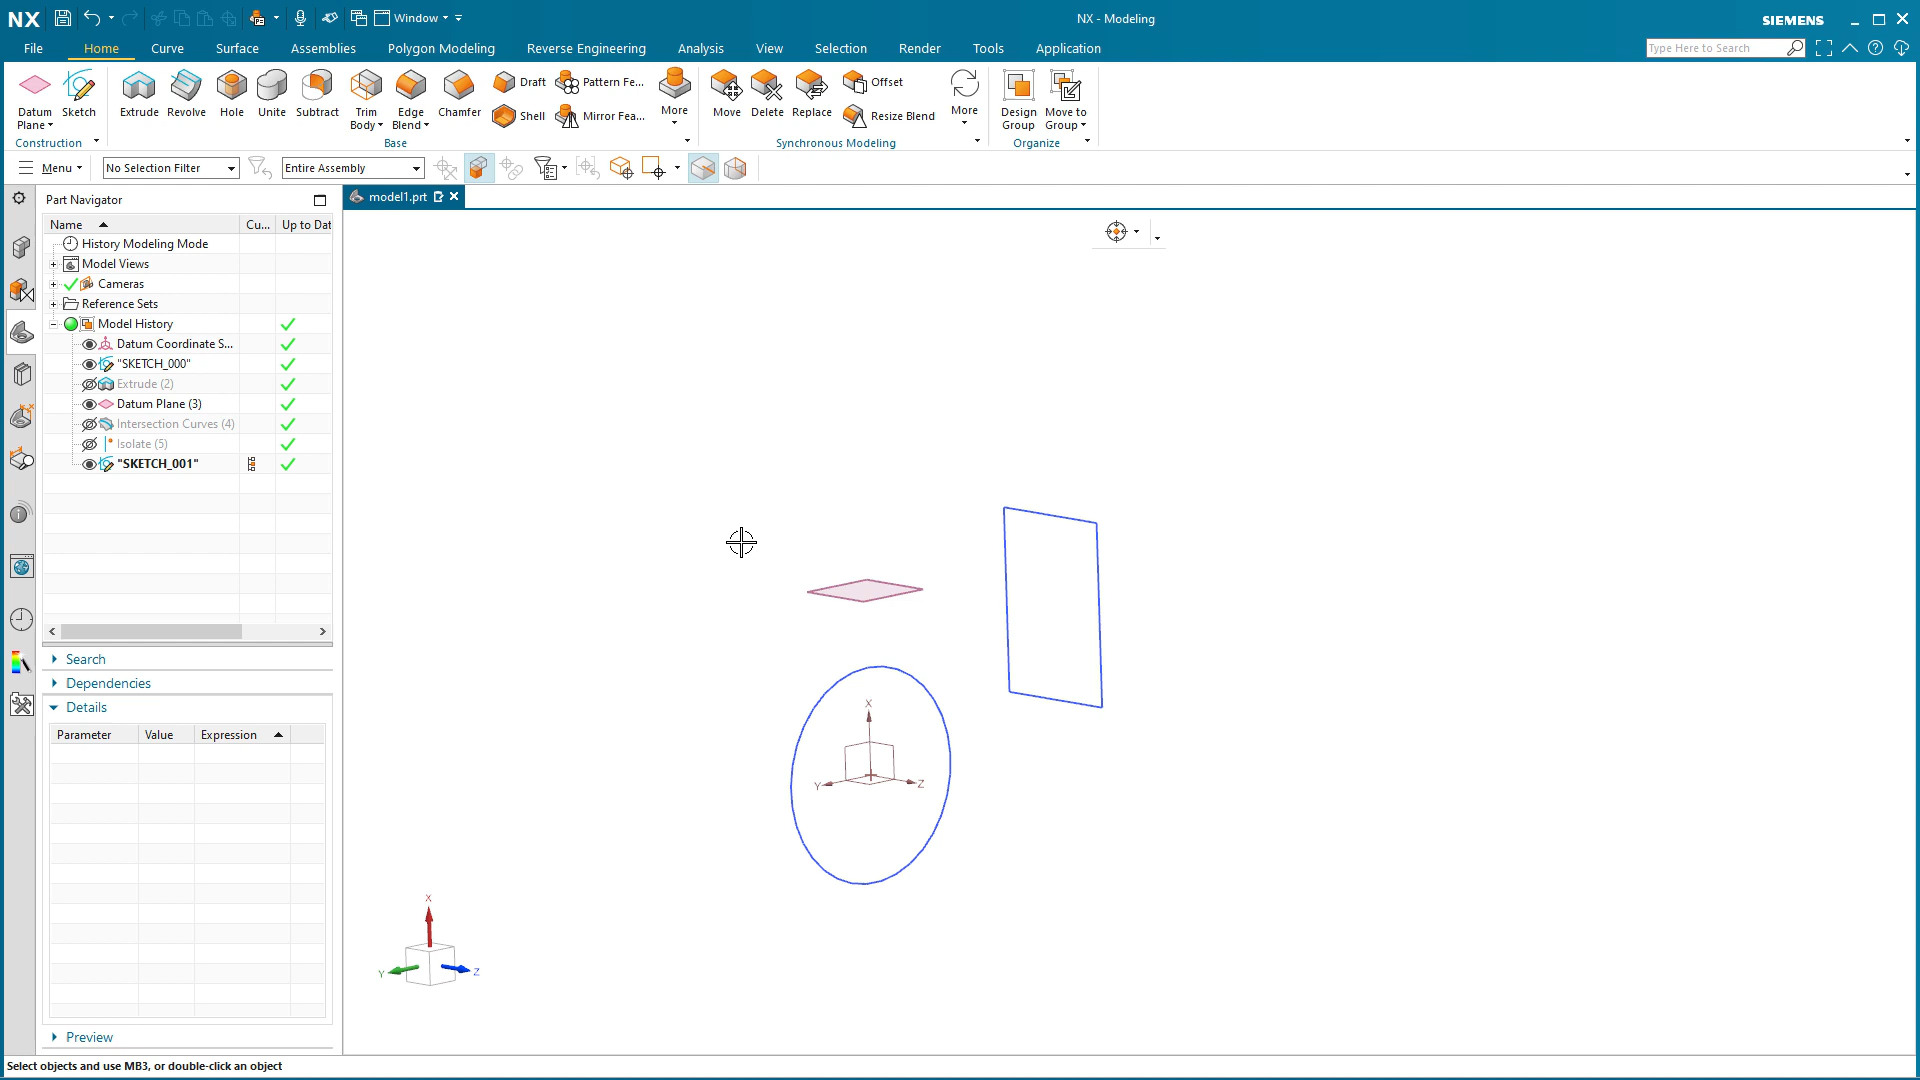 NX
Window
NX - Modeling
SIEMENS
File
Home
Curve
Surface
Assemblies
Polygon Modeling
Reverse Engineering
Analysis
View
Selection
Render
Tools
Application
Type Here to Search
Datum Plane
Sketch
Extrude
Revolve
Hole
Unite
Subtract
Trim Body
Edge Blend
Chamfer
Draft
Shell
Pattern Fe...
Mirror Fea...
More
Move
Delete
Replace
Offset
Resize Blend
More
Design Group
Move to Group
Construction
Base
Synchronous Modeling
Organize
Menu
No Selection Filter
Entire Assembly
Part Navigator
model1.prt
Name
Cu...
Up to Dat
History Modeling Mode
Model Views
Cameras
Reference Sets
Model History
Datum Coordinate S...
"SKETCH_000"
Extrude (2)
Datum Plane (3)
Intersection Curves (4)
Isolate (5)
"SKETCH_001"
Search
Dependencies
Details
Parameter
Value
Expression
Preview
X
Y
Z
X
Y
Z
Select objects and use MB3, or double-click an object